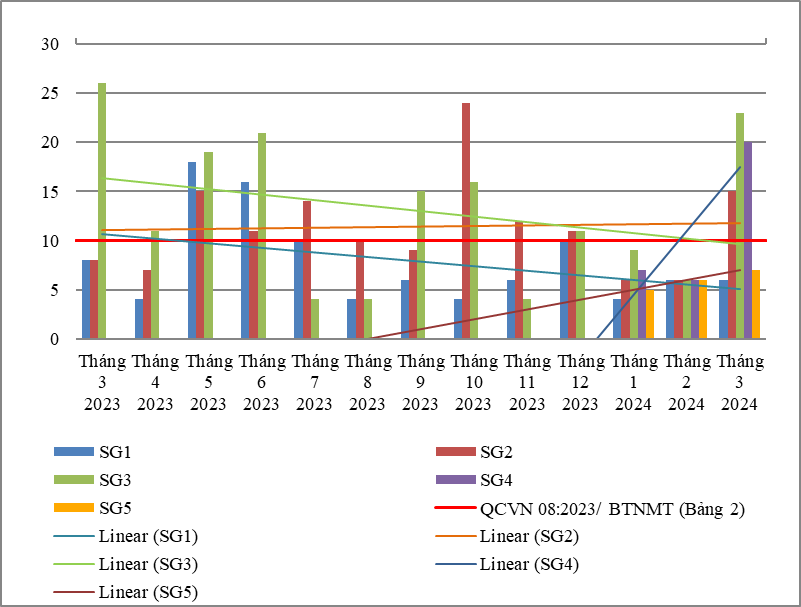 30
25
20
15
10
5
0
Tháng 3 2023
Tháng 4 2023
Tháng 5 2023
Tháng 6 2023
Tháng 7 2023
Tháng 8 2023
Tháng 9 2023
Tháng 10 2023
Tháng 11 2023
Tháng 12 2023
Tháng 1 2024
Tháng 2 2024
Tháng 3 2024
SG1
SG2
SG3
SG4
SG5
QCVN 08:2023/ BTNMT (Bảng 2)
Linear (SG1)
Linear (SG2)
Linear (SG3)
Linear (SG4)
Linear (SG5)